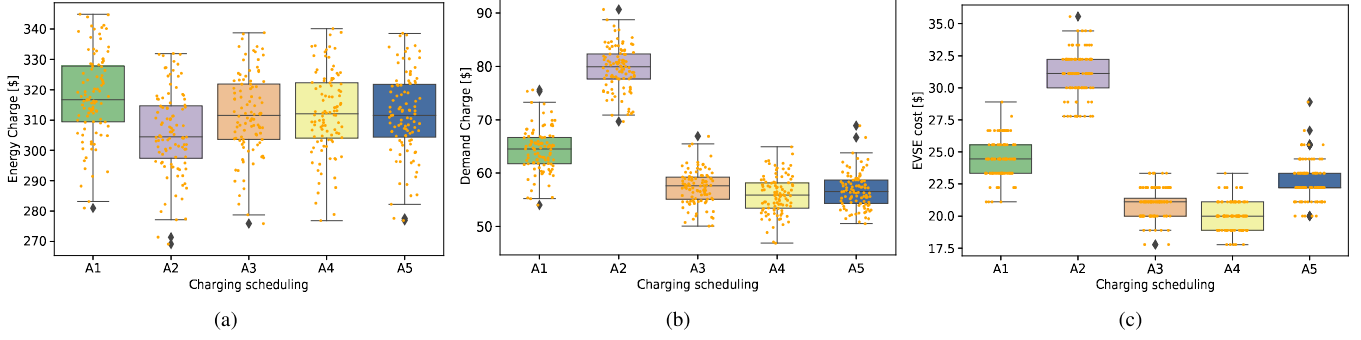 Energy Charge [$]
340
330
320
310
300
290
280
270
A1 A2 A3 A4 A5
Charging scheduling
(a)
Demand Charge [$]
90
80
70
60
50
A1 A2 A3 A4 A5
Charging scheduling
(b)
EVSE cost [$]
35.0
32.5
30.0
27.5
25.0
22.5
20.0
17.5
A1 A2 A3 A4 A5
Charging scheduling
(c)